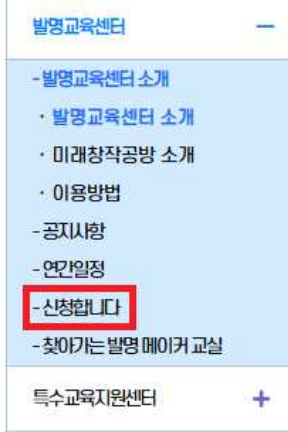 발명교육센터 −
-발명교육센터 소개
· 발명교육센터 소개
· 미래창작공방 소개
· 이용방법
-공지사항
-연간일정
-신청합니다
-찾아가는 발명 메이커 교실
특수교육지원센터 +